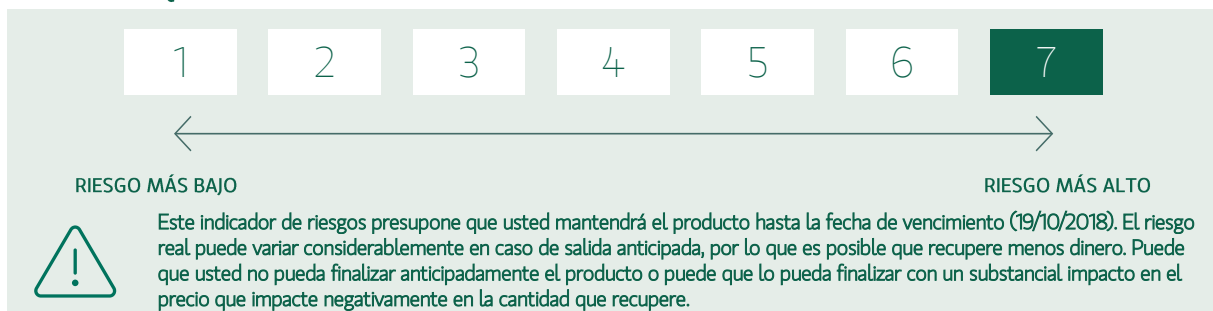 1 2 3 4 5 6 7
RIESGO MÁS BAJO RIESGO MÁS ALTO
Este indicador de riesgos presupone que usted mantendrá el producto hasta la fecha de vencimiento (19/10/2018). El riesgo
real puede variar considerablemente en caso de salida anticipada, por lo que es posible que recupere menos dinero. Puede
que usted no pueda finalizar anticipadamente el producto o puede que lo pueda finalizar con un substancial impacto en el
precio que impacte negativamente en la cantidad que recupere.